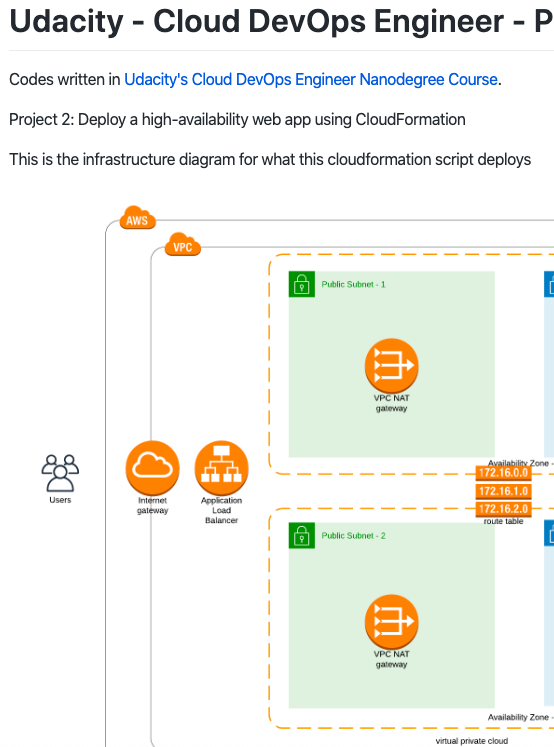 Udacity - Cloud DevOps Engineer - P
Codes written in Udacity's Cloud DevOps Engineer Nanodegree Course.
Project 2: Deploy a high-availability web app using CloudFormation
This is the infrastructure diagram for what this cloudformation script deploys
AWS
VPC
Public Subnet - 1
VPC NAT
gateway
Availability Zone -
172.16.0.0
172.16.1.0
172.16.2.0
route table
Users
Internet
gateway
Application
Load
Balancer
Public Subnet - 2
VPC NAT
gateway
Availability Zone -
virtual private cloud